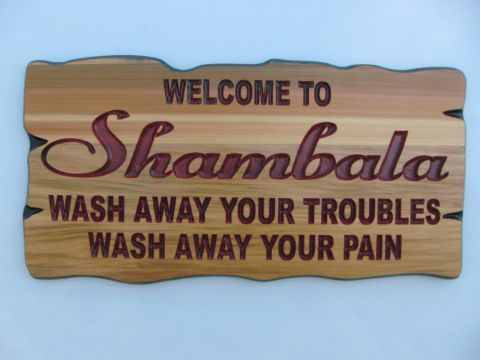 WELCOME TO
Shambala
WASH AWAY YOUR TROUBLES
WASH AWAY YOUR PAIN